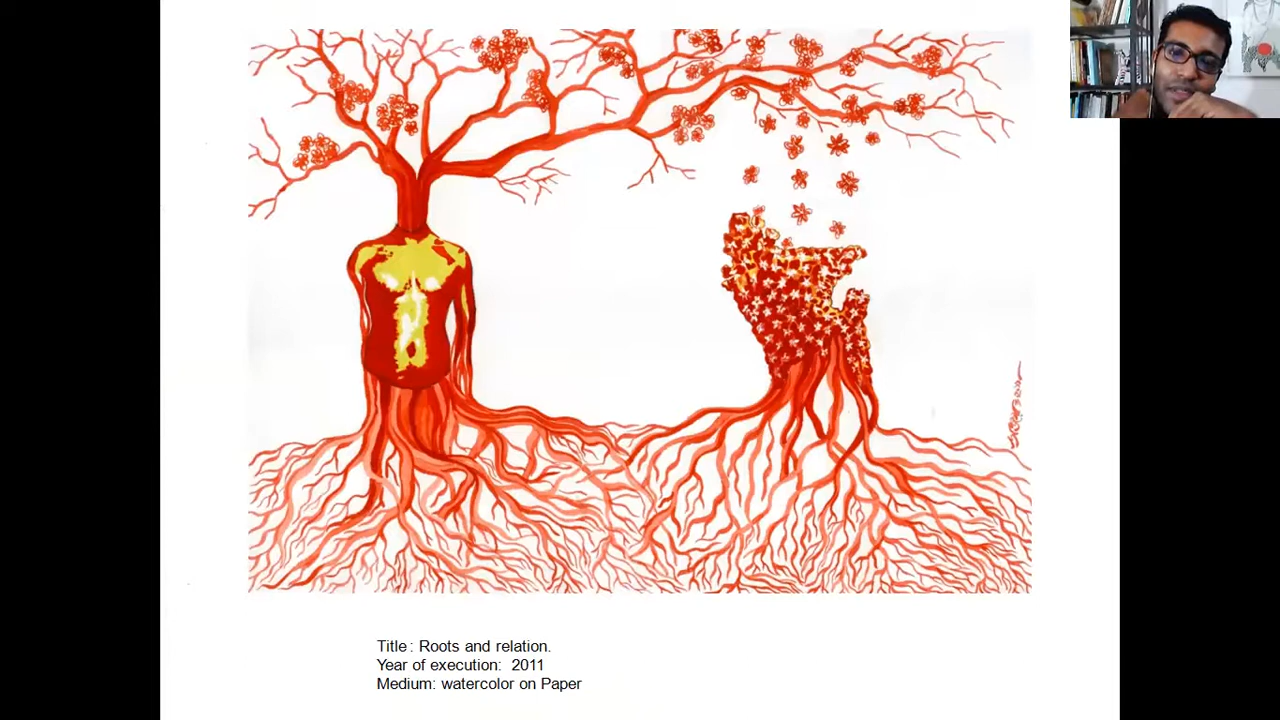 Title : Roots and relation.
Year of execution:  2011
Medium: watercolor on Paper